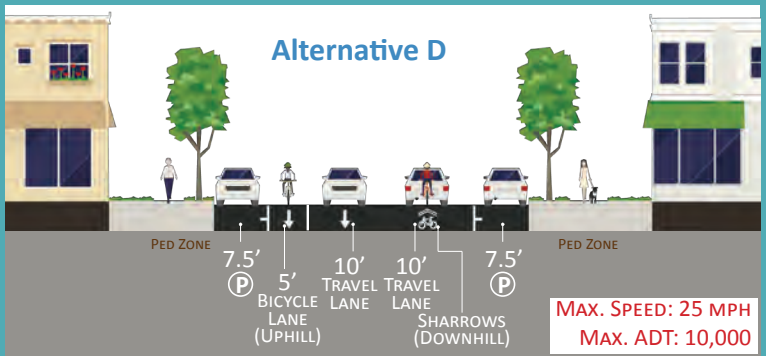 Alternative D
PED ZONE
PED ZONE
7.5’
P
5’
BICYCLE
LANE
(UPHILL)
10’
TRAVEL
LANE
10’
TRAVEL
LANE
SHARROWS
(DOWNHILL)
7.5’
P
MAX. SPEED: 25 MPH
MAX. ADT: 10,000